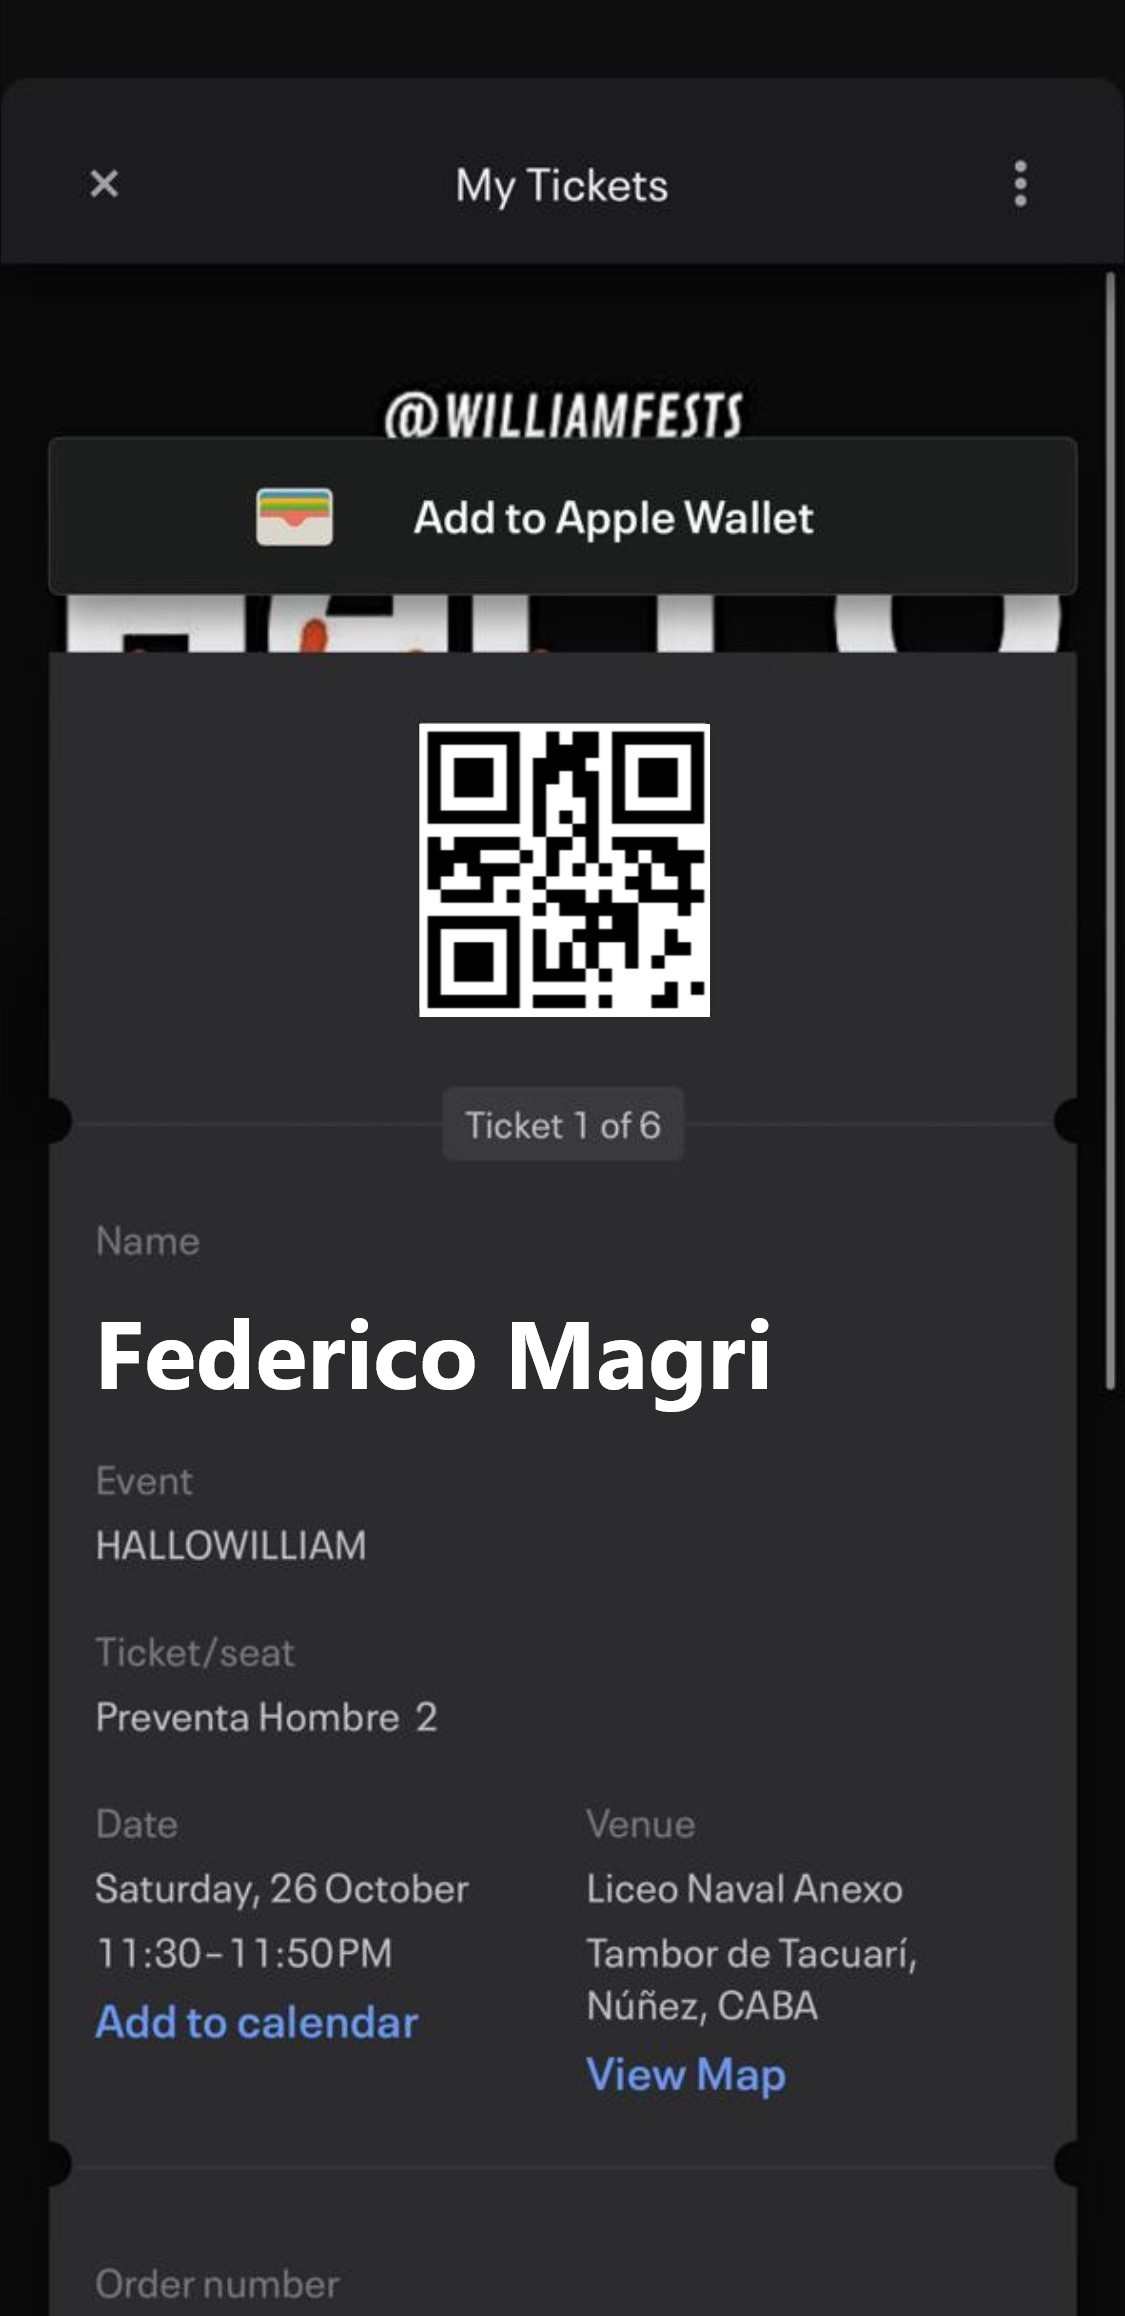 My Tickets
@WILLIAMFESTS
Add to Apple Wallet
Ticket 1 of 6
Name
Federico Magri
Event
HALLOWILLIAM
Ticket/seat
Preventa Hombre 2
Date
Saturday, 26 October
11:30–11:50PM
Add to calendar
Venue
Liceo Naval Anexo
Tambor de Tacuarí,
Núñez, CABA
View Map
Order number